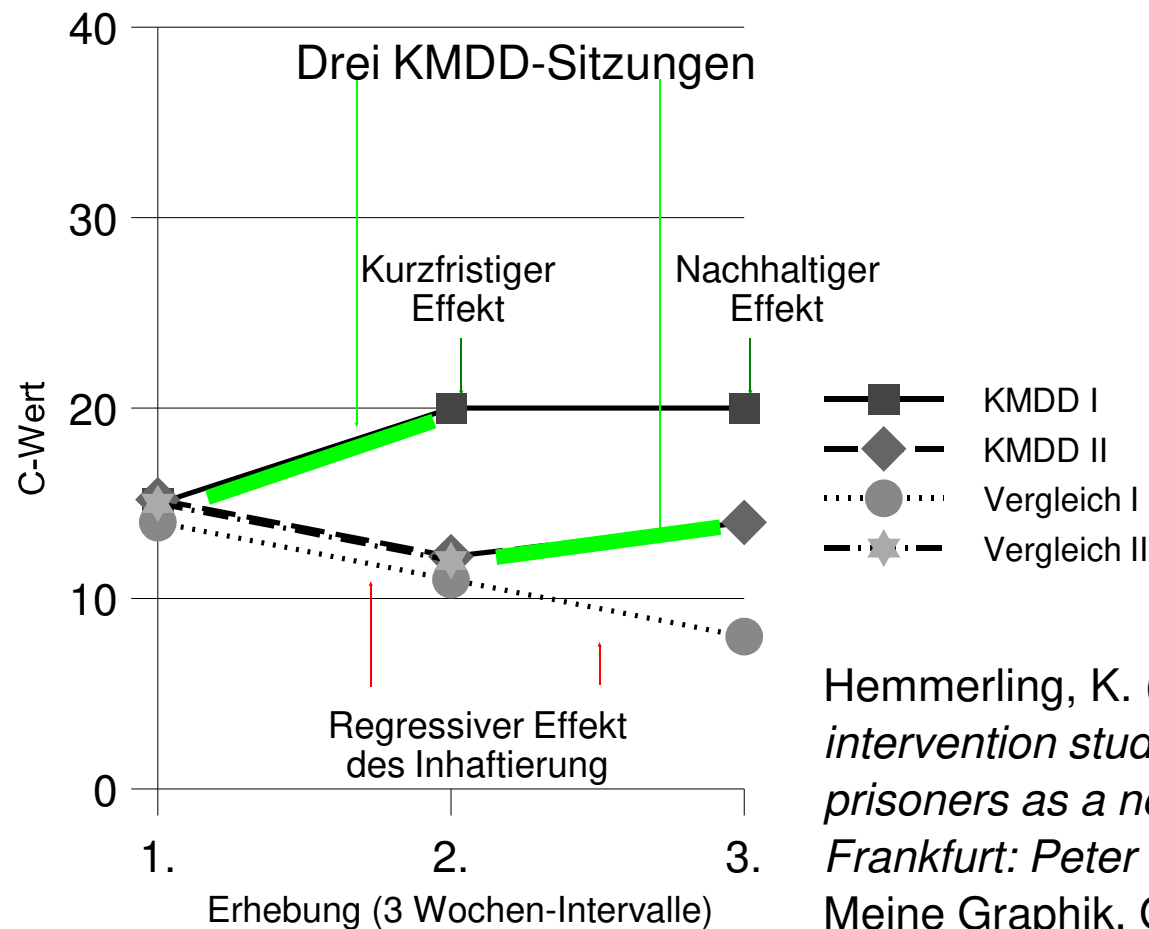 40
Drei KMDD-Sitzungen
30
Kurzfristiger
Effekt
Nachhaltiger
Effekt
C-Wert
20
KMDD I
KMDD II
Vergleich I
Vergleich II
10
Regressiver Effekt
des Inhaftierung
0
1. 2. 3.
Erhebung (3 Wochen-Intervalle)
Hemmerling, K. (
intervention
prisoners as a
Frankfurt: Peter
Meine Graphik.